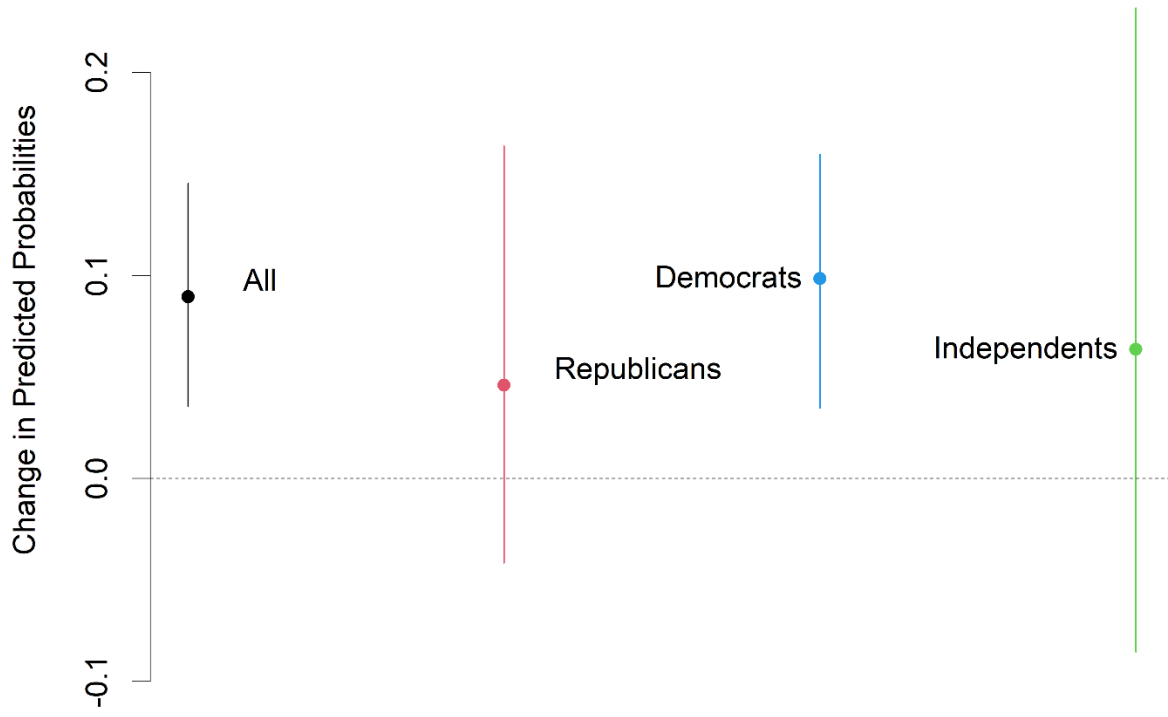 Change in Predicted Probabilities
0.2
0.1
0.0
-0.1
All
Republicans
Democrats
Independents